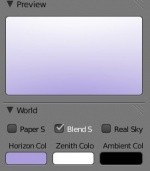 Preview
World
Paper S Blend S Real Sky
Horizon Col Zenith Colo Ambient Col